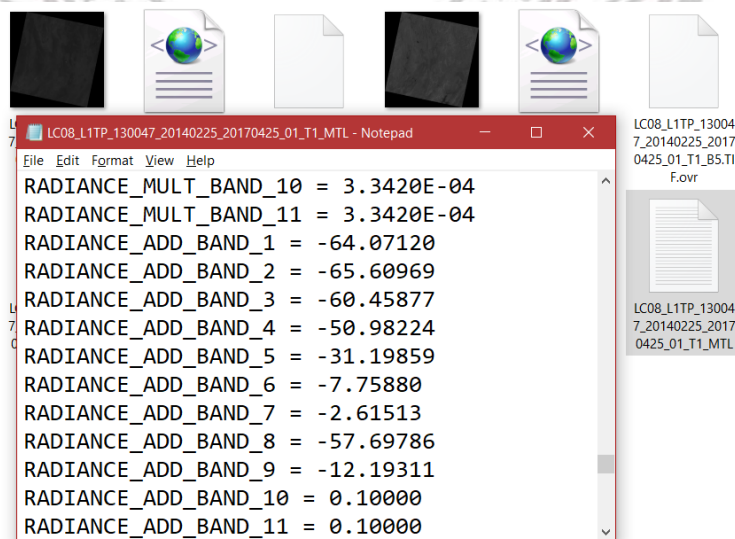 LC08_L1TP_130047_20140225_20170425_01_T1_MTL - Notepad
File Edit Format View Help
RADIANCE_MULT_BAND_10 = 3.3420E-04
RADIANCE_MULT_BAND_11 = 3.3420E-04
RADIANCE_ADD_BAND_1 = -64.07120
RADIANCE_ADD_BAND_2 = -65.60969
RADIANCE_ADD_BAND_3 = -60.45877
RADIANCE_ADD_BAND_4 = -50.98224
RADIANCE_ADD_BAND_5 = -31.19859
RADIANCE_ADD_BAND_6 = -7.75880
RADIANCE_ADD_BAND_7 = -2.61513
RADIANCE_ADD_BAND_8 = -57.69786
RADIANCE_ADD_BAND_9 = -12.19311
RADIANCE_ADD_BAND_10 = 0.10000
RADIANCE_ADD_BAND_11 = 0.10000
LC08_L1TP_13004
7_20140225_2017
0425_01_T1_B5.TI
F.ovr
LC08_L1TP_13004
7_20140225_2017
0425_01_T1_MTL